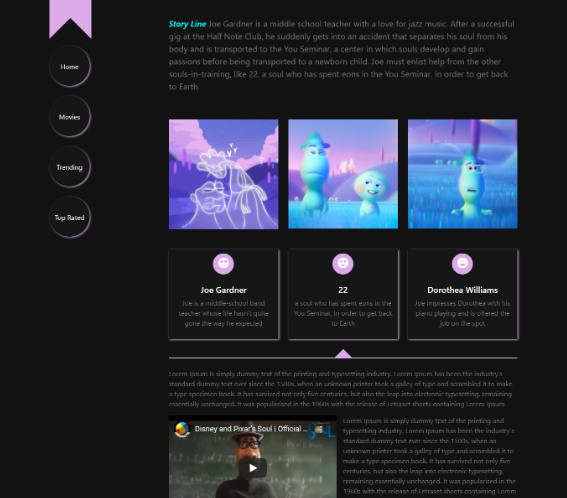 Story Line Joe Gardner is a middle school teacher with a love for jazz music. After a successful
gig at the Half Note Club, he suddenly gets into an accident that separates his soul from his
body and is transported to the You Seminar, a center in which souls develop and gain
passions before being transported to a newborn child. Joe must enlist help from the other
souls-in-training, like 22, a soul who has spent eons in the You Seminar, in order to get back
to Earth.
Home
Movies
Trending
Top Rated
Joe Gardner
Joe is a middle-school band
teacher whose life hasn't quite
gone the way he expected
22
a soul who has spent eons in the
You Seminar, in order to get back
to Earth
Dorothea Williams
Joe impresses Dorothea with his
piano playing and is offered the
job on the spot
Lorem Ipsum is simply dummy text of the printing and typesetting industry. Lorem Ipsum has been the industry's
standard dummy text ever since the 1500s, when an unknown printer took a galley of type and scrambled it to make
a type specimen book. It has survived not only five centuries, but also the leap into electronic typesetting, remaining
essentially unchanged. It was popularised in the 1960s with the release of Letraset sheets containing Lorem Ipsum
Disney and Pixar's Soul | Official ...
Lorem Ipsum is simply dummy text of the printing and
typesetting industry. Lorem Ipsum has been the industry's
standard dummy text ever since the 1500s, when an
unknown printer took a galley of type and scrambled it to
make a type specimen book. It has survived not only five
centuries, but also the leap into electronic typesetting,
remaining essentially unchanged. It was popularised in the
1960s with the release of Letraset sheets containing Lorem